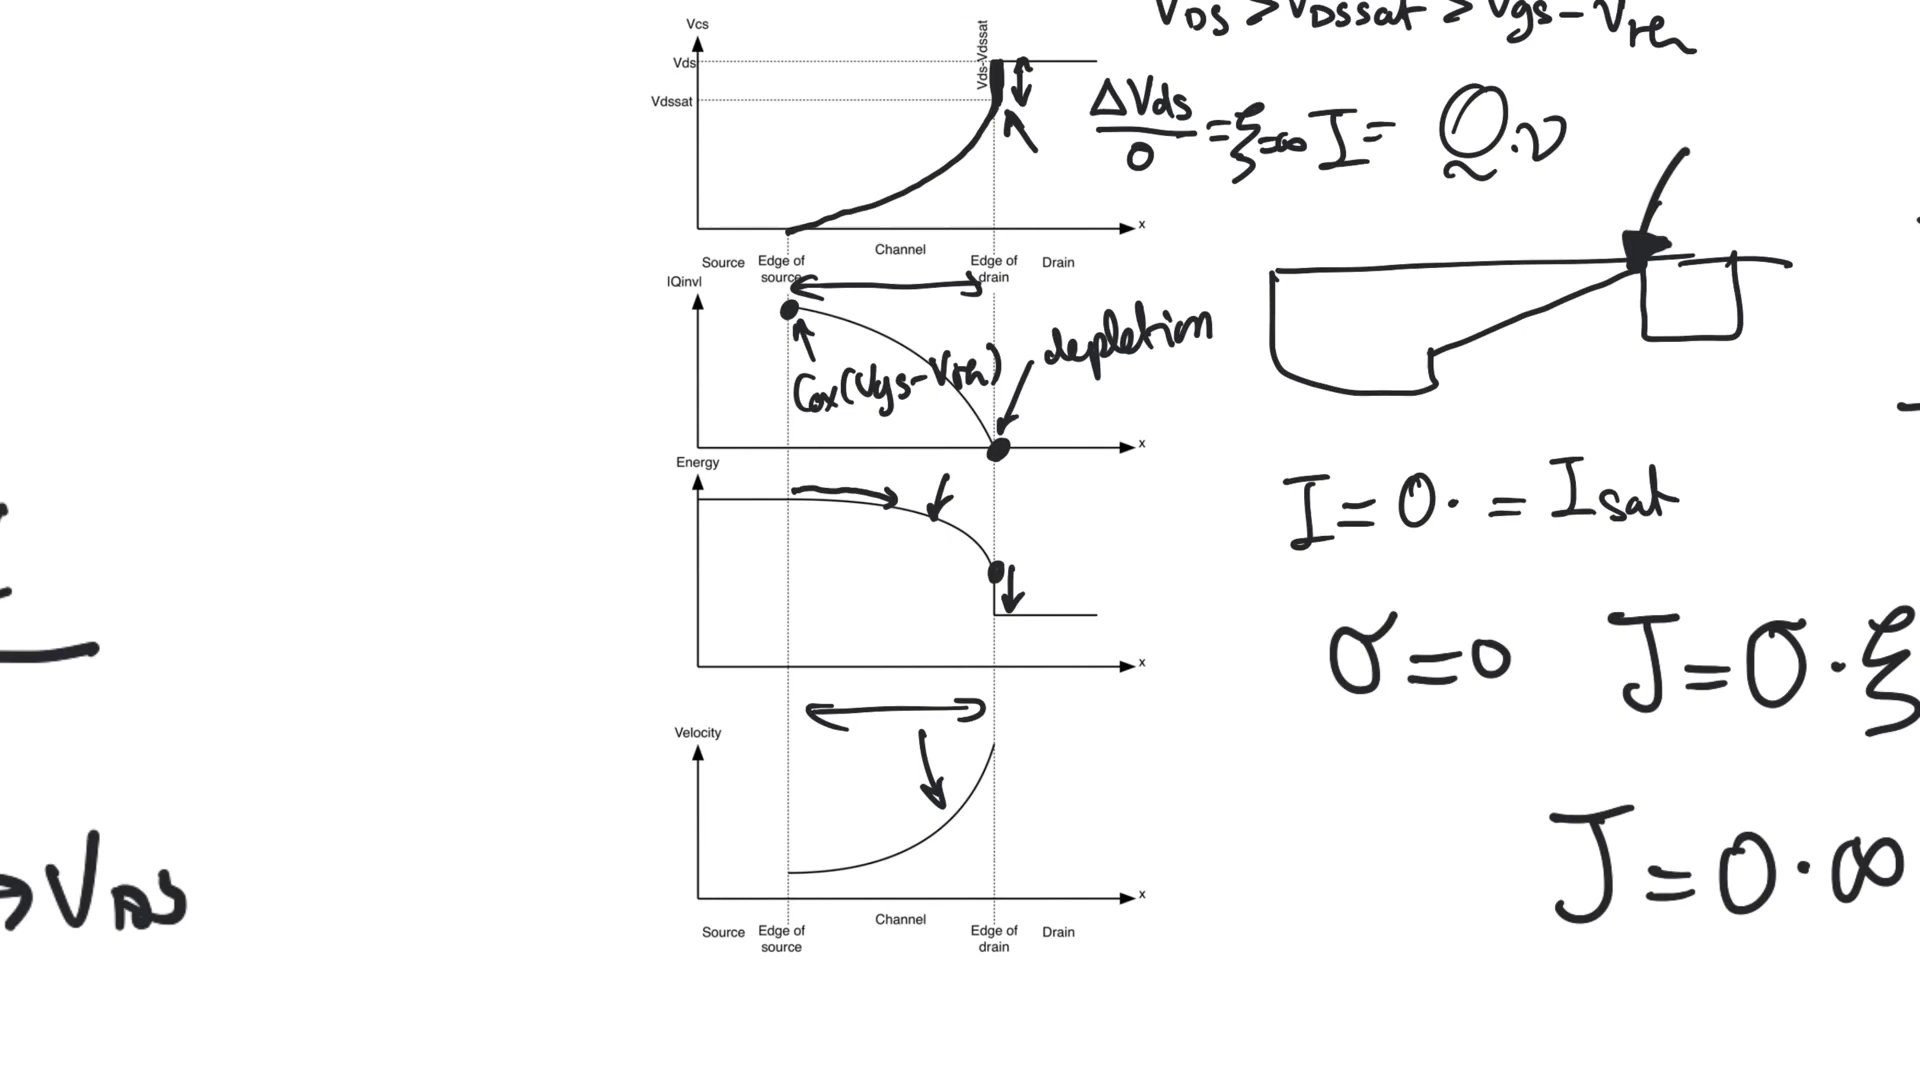 VDS > VDSsat > Vgs - VTh
Vcs
Vds
Vdssat
Vds-Vdssat
ΔVds/0 = ξ=∞ I = Q.v
x
Channel
Source Edge of source Edge of drain Drain
|Qinv|
Cox(Vgs-VTh)
depletion
x
Energy
I = 0. = Isat
x
σ = 0 J = σ.ξ
Velocity
J = 0.∞
→ VDS
x
Channel
Source Edge of source Edge of drain Drain